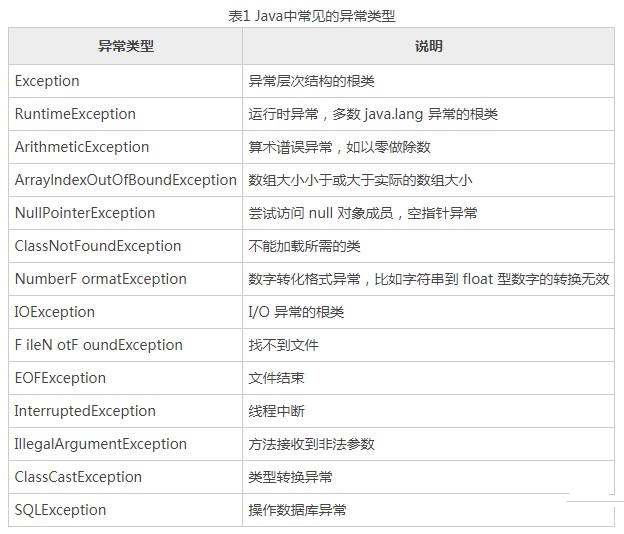 表1 Java中常见的异常类型
异常类型 说明
Exception 异常层次结构的根类
RuntimeException 运行时异常，多数 java.lang 异常的根类
ArithmeticException 算术谱误异常，如以零做除数
ArraylndexOutOfBoundException 数组大小小于或大于实际的数组大小
NullPointerException 尝试访问 null 对象成员，空指针异常
ClassNotFoundException 不能加载所需的类
NumberF ormatException 数字转化格式异常，比如字符串到 float 型数字的转换无效
IOException I/O 异常的根类
F ileN otF oundException 找不到文件
EOFException 文件结束
InterruptedException 线程中断
IllegalArgumentException 方法接收到非法参数
ClassCastException 类型转换异常
SQLException 操作数据库异常